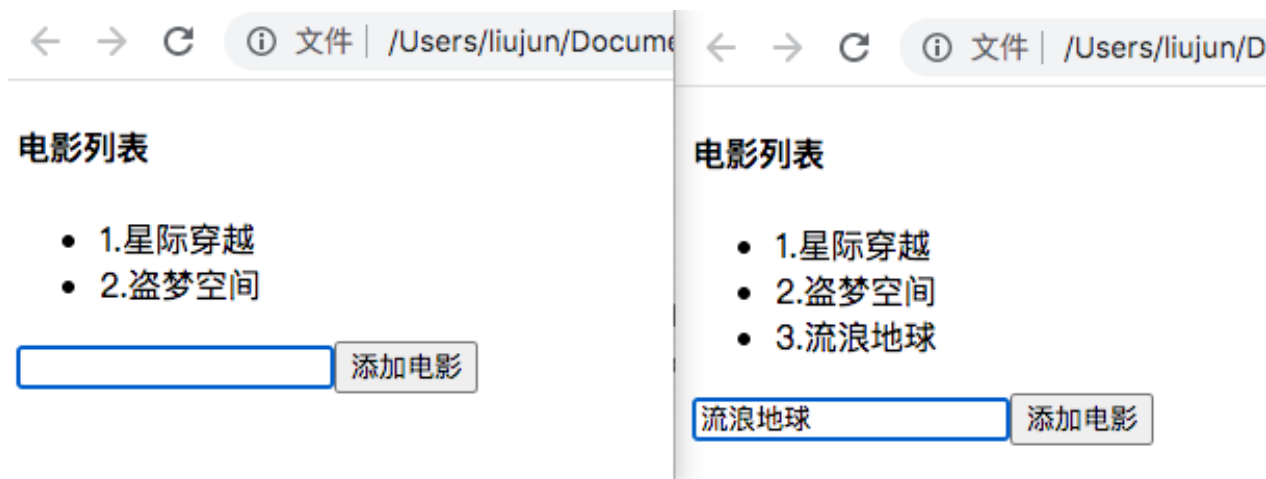 文件 | /Users/liujun/Docume
电影列表
1.星际穿越
2.盗梦空间
添加电影
文件 | /Users/liujun/D
电影列表
1.星际穿越
2.盗梦空间
3.流浪地球
流浪地球 添加电影